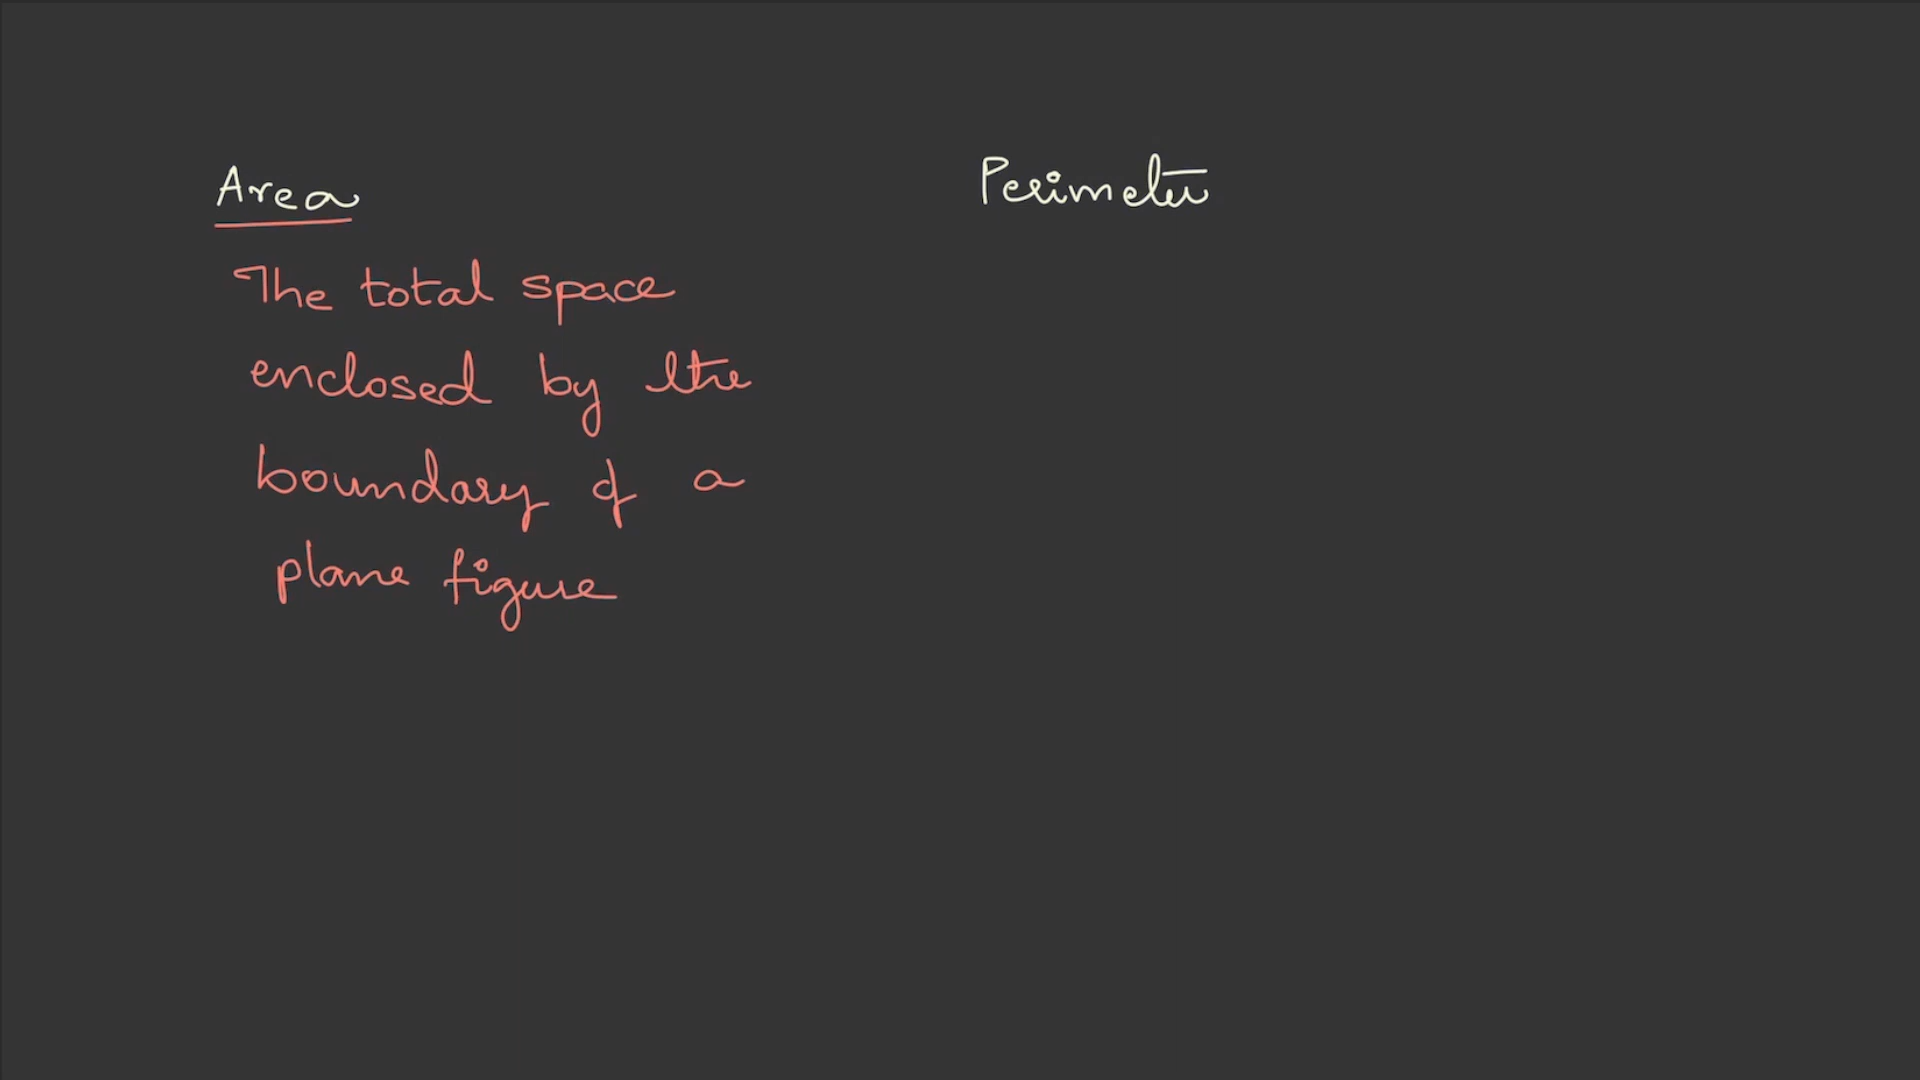 Area
Perimeter
The total space
enclosed by the
boundary of a
plane figure